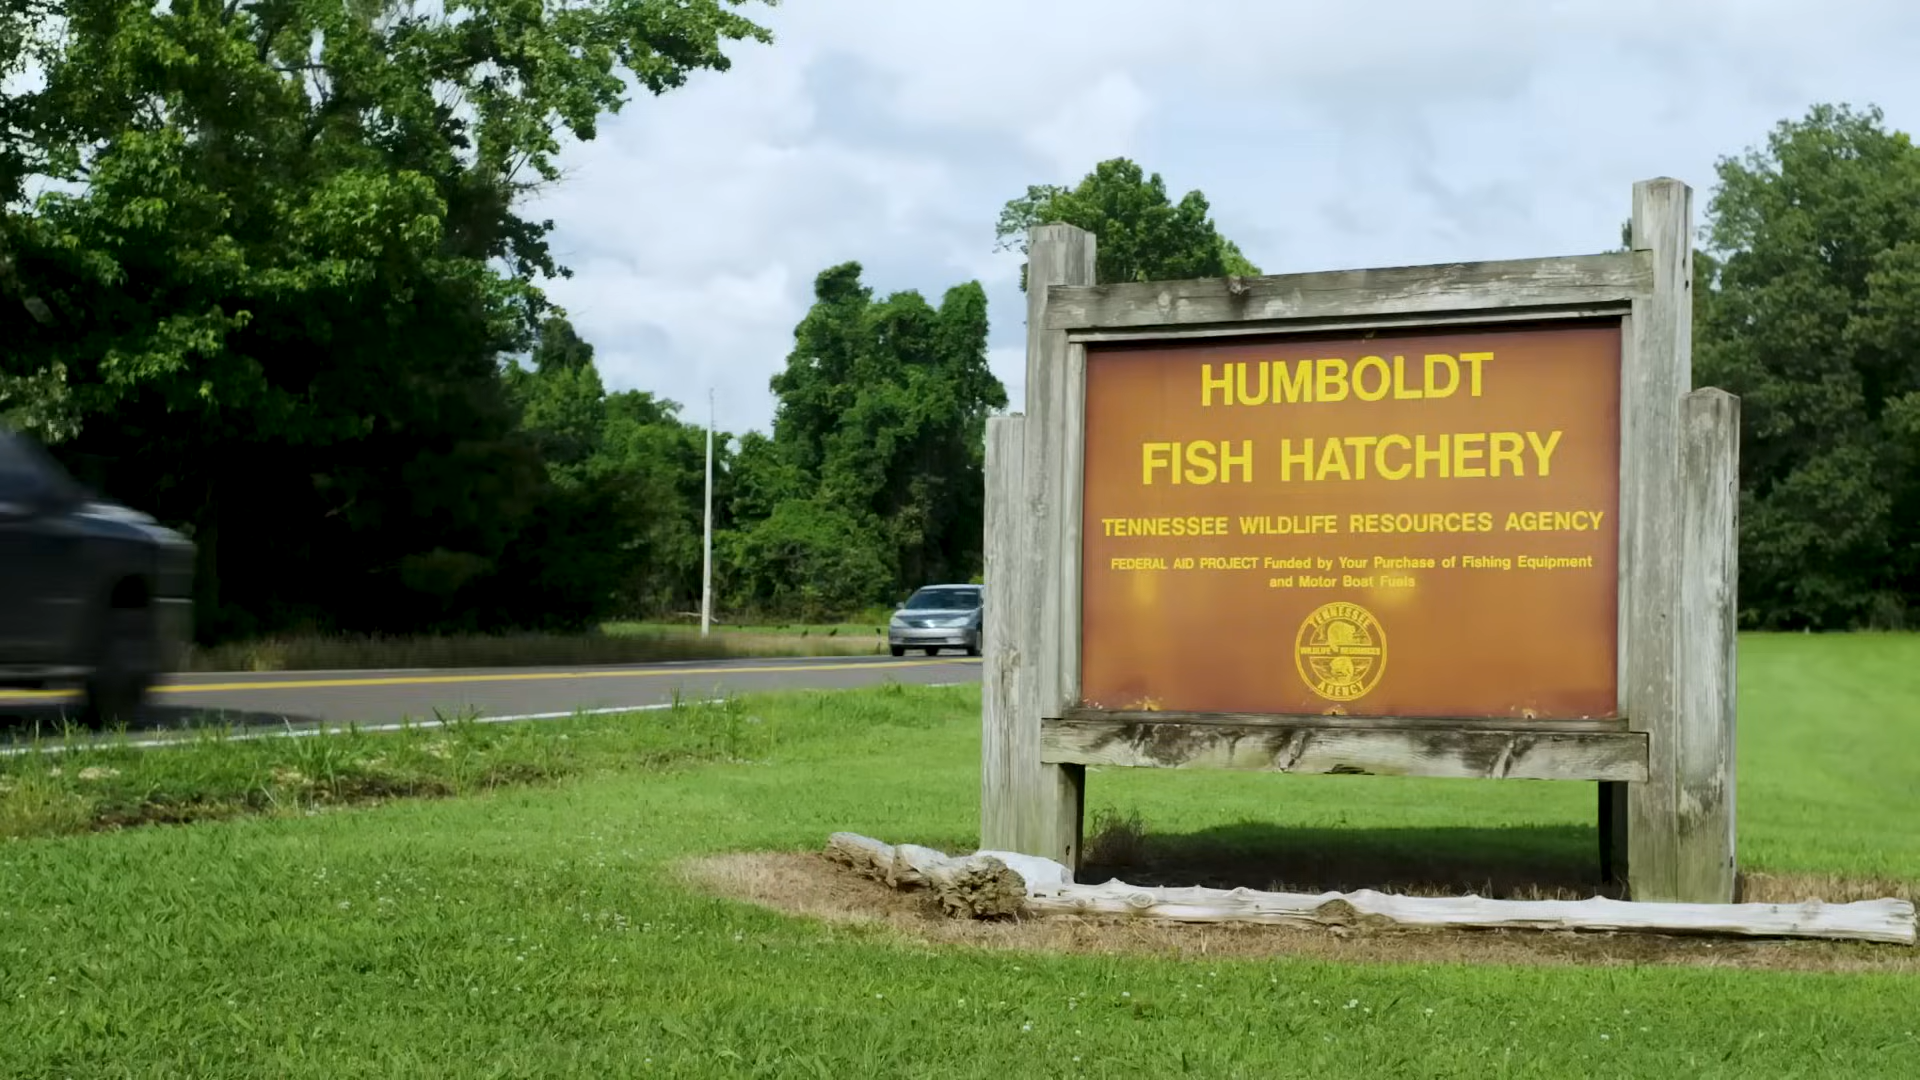 HUMBOLDT
FISH HATCHERY
TENNESSEE WILDLIFE RESOURCES AGENCY
FEDERAL AID PROJECT Funded by Your Purchase of Fishing Equipment
and Motor Boat Fuels
TENNESSEE
WILDLIFE RESOURCES
AGENCY